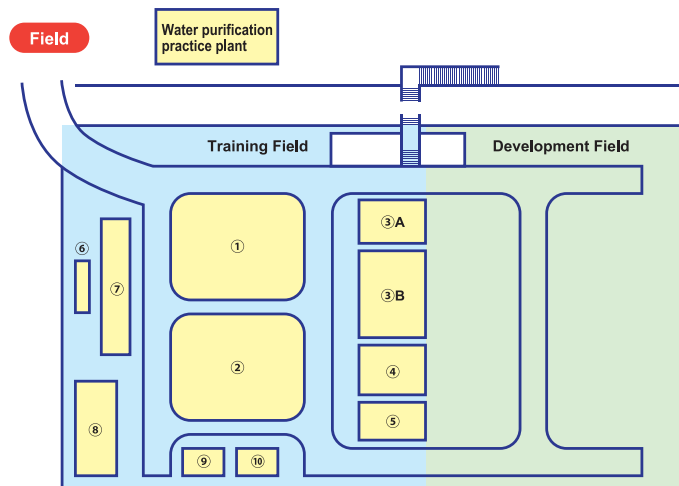 Field
Water purification
practice plant
Training Field
Development Field
①
②
③A
③B
④
⑤
⑥
⑦
⑧
⑨
⑩